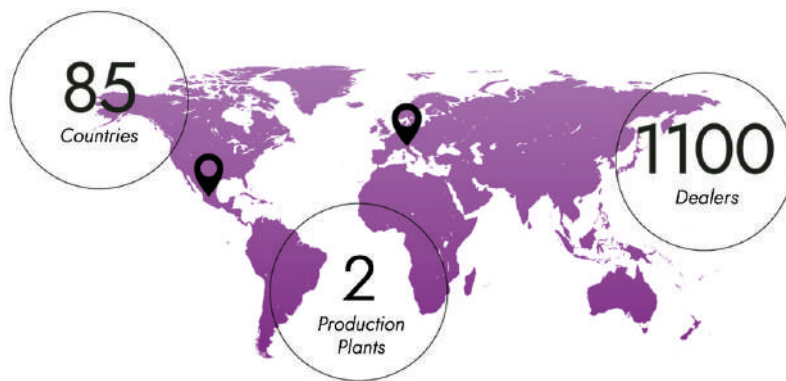 85
Countries
1100
Dealers
2
Production
Plants